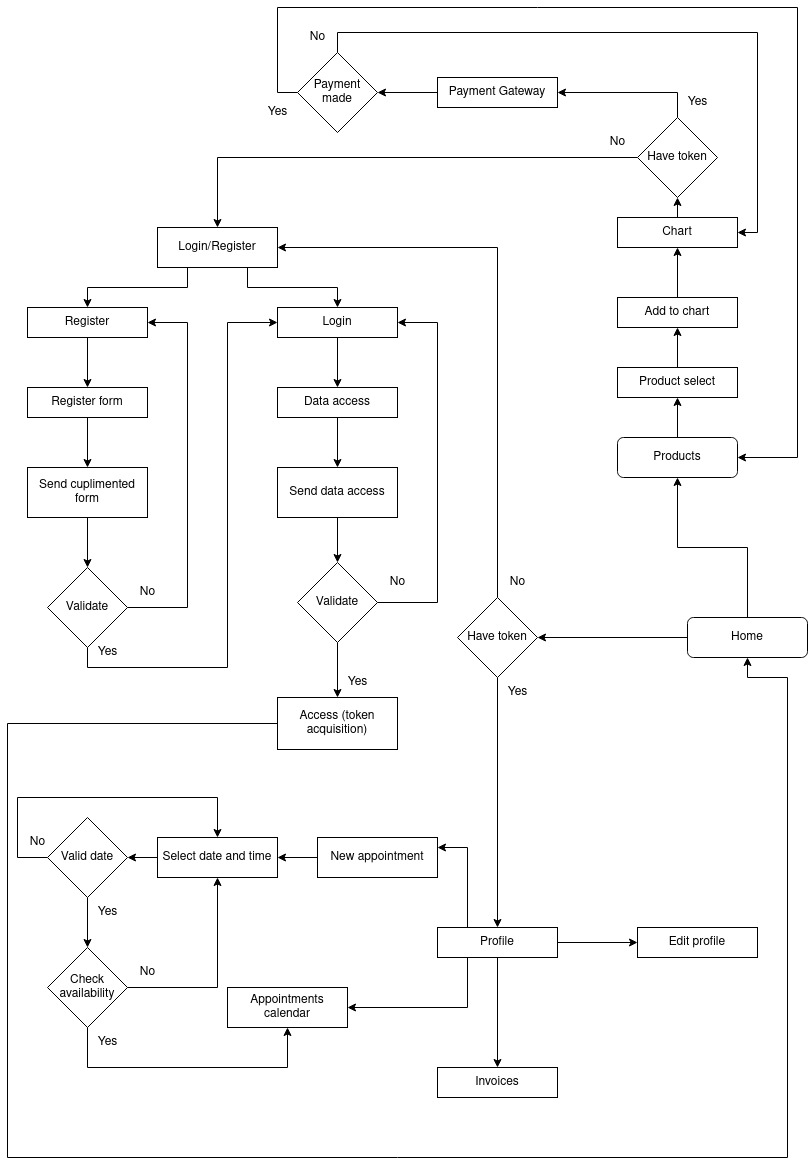 No
Payment
made
Payment Gateway
Yes
Yes
No
Have token
Login/Register
Chart
Register
Login
Add to chart
Register form
Data access
Product select
Send cuplimented
form
Send data access
Products
Validate
No
Validate
No
No
Have token
Home
Yes
Yes
Yes
Access (token
acquisition)
No
Valid date
Select date and time
New appointment
Yes
Profile
Edit profile
Check
availability
No
Appointments
calendar
Yes
Invoices